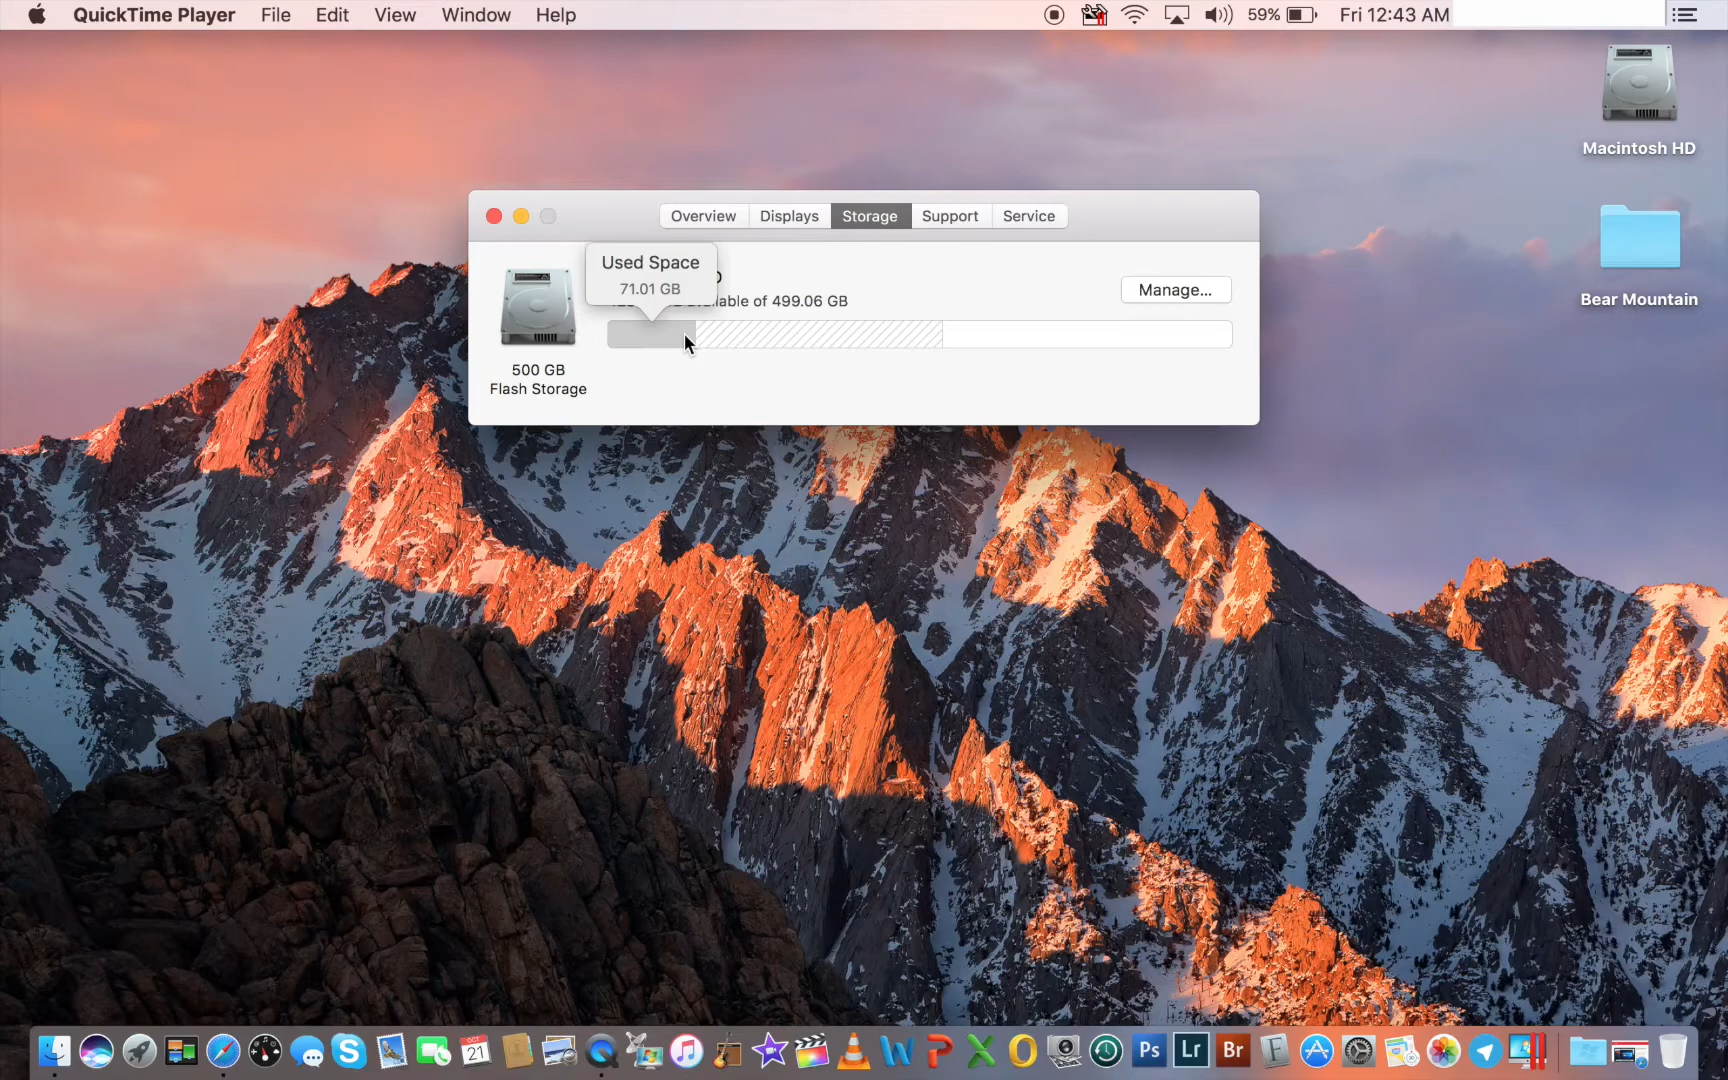 QuickTime Player File Edit View Window Help 59% Fri 12:43 AM
Macintosh HD
Bear Mountain
Overview Displays Storage Support Service
Used Space
71.01 GB
of 499.06 GB
Manage...
500 GB
Flash Storage
OCT
21
W P X O Ps Lr Br F